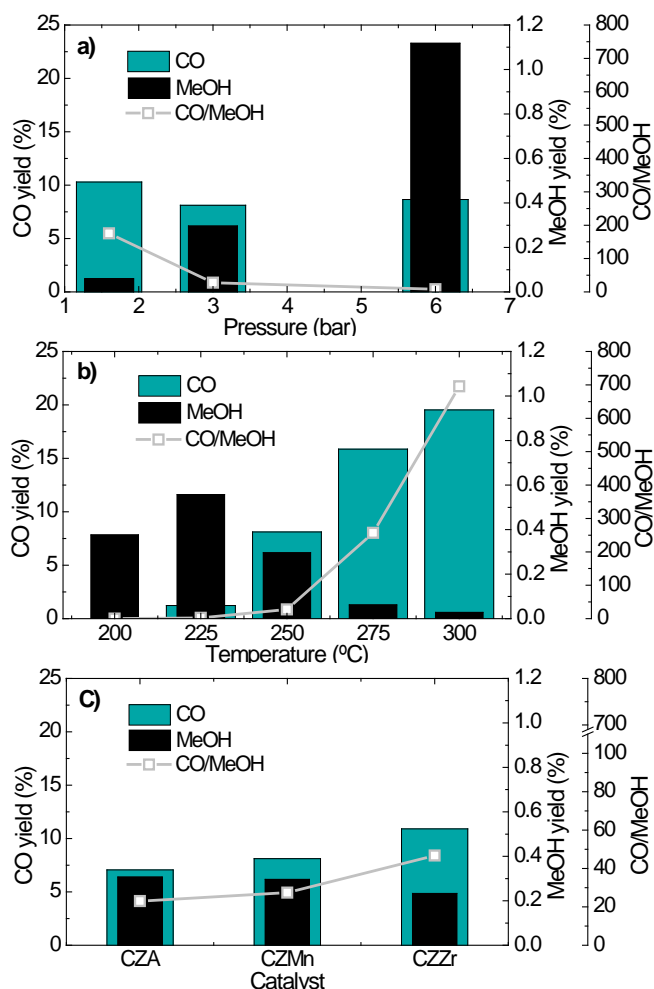 a)
CO
MeOH
CO/MeOH
CO yield (%)
25
20
15
10
5
0
1 2 3 4 5 6 7
Pressure (bar)
MeOH yield (%)
1.2
1.0
0.8
0.6
0.4
0.2
0.0
CO/MeOH
800
700
600
500
400
300
200
100
0
b)
CO
MeOH
CO/MeOH
CO yield (%)
25
20
15
10
5
0
200 225 250 275 300
Temperature (ºC)
MeOH yield (%)
1.2
1.0
0.8
0.6
0.4
0.2
0.0
CO/MeOH
800
700
600
500
400
300
200
100
0
C)
CO
MeOH
CO/MeOH
CO yield (%)
25
20
15
10
5
0
CZA CZMn CZZr
Catalyst
MeOH yield (%)
1.2
1.0
0.8
0.6
0.4
0.2
0.0
CO/MeOH
800
700
100
80
60
40
20
0